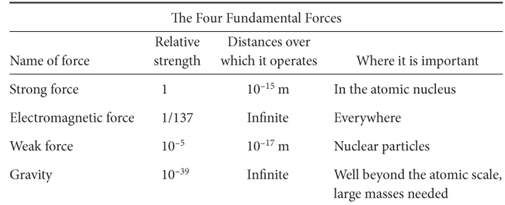 The Four Fundamental Forces
Name of force Relative strength Distances over which it operates Where it is important
Strong force 1 10⁻¹⁵ m In the atomic nucleus
Electromagnetic force 1/137 Infinite Everywhere
Weak force 10⁻⁵ 10⁻¹⁷ m Nuclear particles
Gravity 10⁻³⁹ Infinite Well beyond the atomic scale,
large masses needed